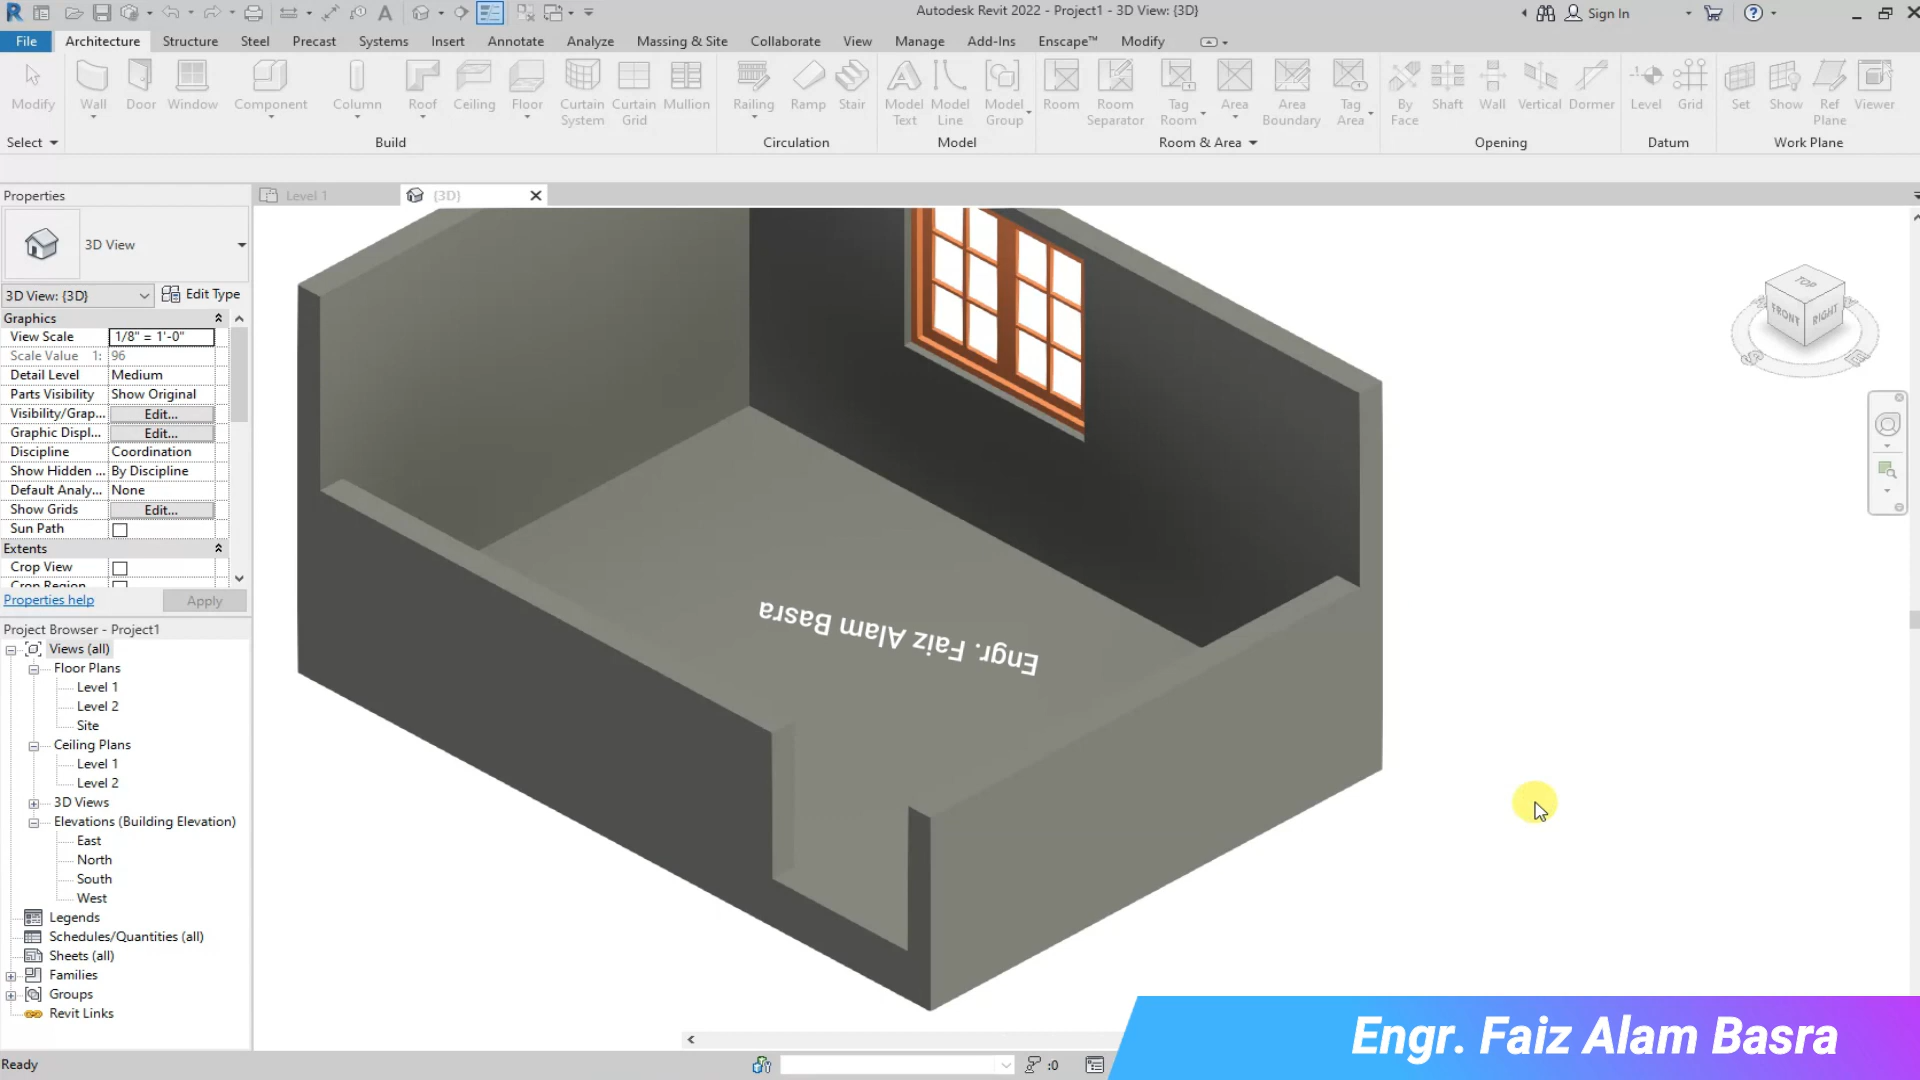 Autodesk Revit 2022 - Project1 - 3D View: {3D}
Sign In
File Architecture Structure Steel Precast Systems Insert Annotate Analyze Massing & Site Collaborate View Manage Add-Ins Enscape™ Modify
Modify Wall Door Window Component Column Roof Ceiling Floor Curtain System Curtain Grid Mullion Railing Ramp Stair Model Text Model Line Model Group Room Room Separator Tag Room Area Area Boundary Tag Area By Face Shaft Wall Vertical Dormer Level Grid Set Show Ref Plane Viewer
Select Build Circulation Model Room & Area Opening Datum Work Plane
Properties
Level 1
{3D}
3D View
3D View: {3D} Edit Type
Graphics
View Scale 1/8" = 1'-0"
Scale Value 1: 96
Detail Level Medium
Parts Visibility Show Original
Visibility/Grap... Edit...
Graphic Displ... Edit...
Discipline Coordination
Show Hidden ... By Discipline
Default Analy... None
Show Grids Edit...
Sun Path
Extents
Crop View
Crop Region
Properties help Apply
Project Browser - Project1
Views (all)
Floor Plans
Level 1
Level 2
Site
Ceiling Plans
Level 1
Level 2
3D Views
Elevations (Building Elevation)
East
North
South
West
Legends
Schedules/Quantities (all)
Sheets (all)
Families
Groups
Revit Links
TOP
FRONT RIGHT
Engr. Faiz Alam Basra
Engr. Faiz Alam Basra
Ready
:0